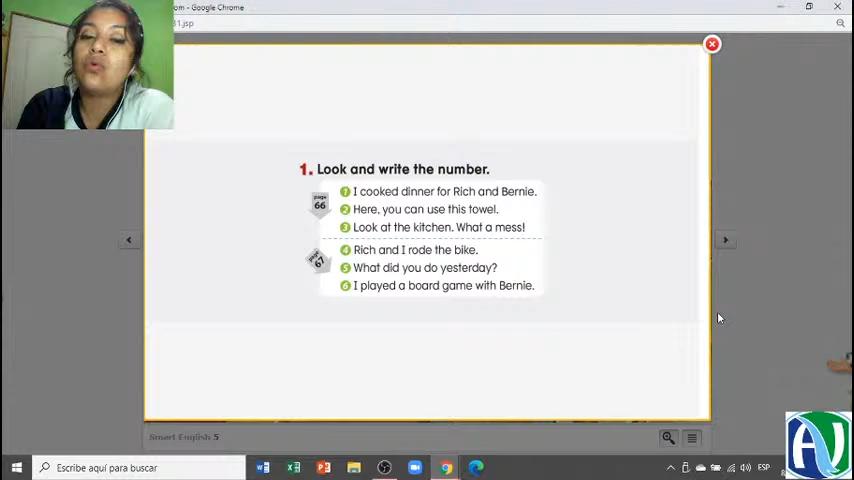 om - Google Chrome
31.jsp
1. Look and write the number.
page
66
1 I cooked dinner for Rich and Bernie.
2 Here, you can use this towel.
3 Look at the kitchen. What a mess!
page
67
4 Rich and I rode the bike.
5 What did you do yesterday?
6 I played a board game with Bernie.
Smart English 5
AJ
Escribe aquí para buscar
ESP